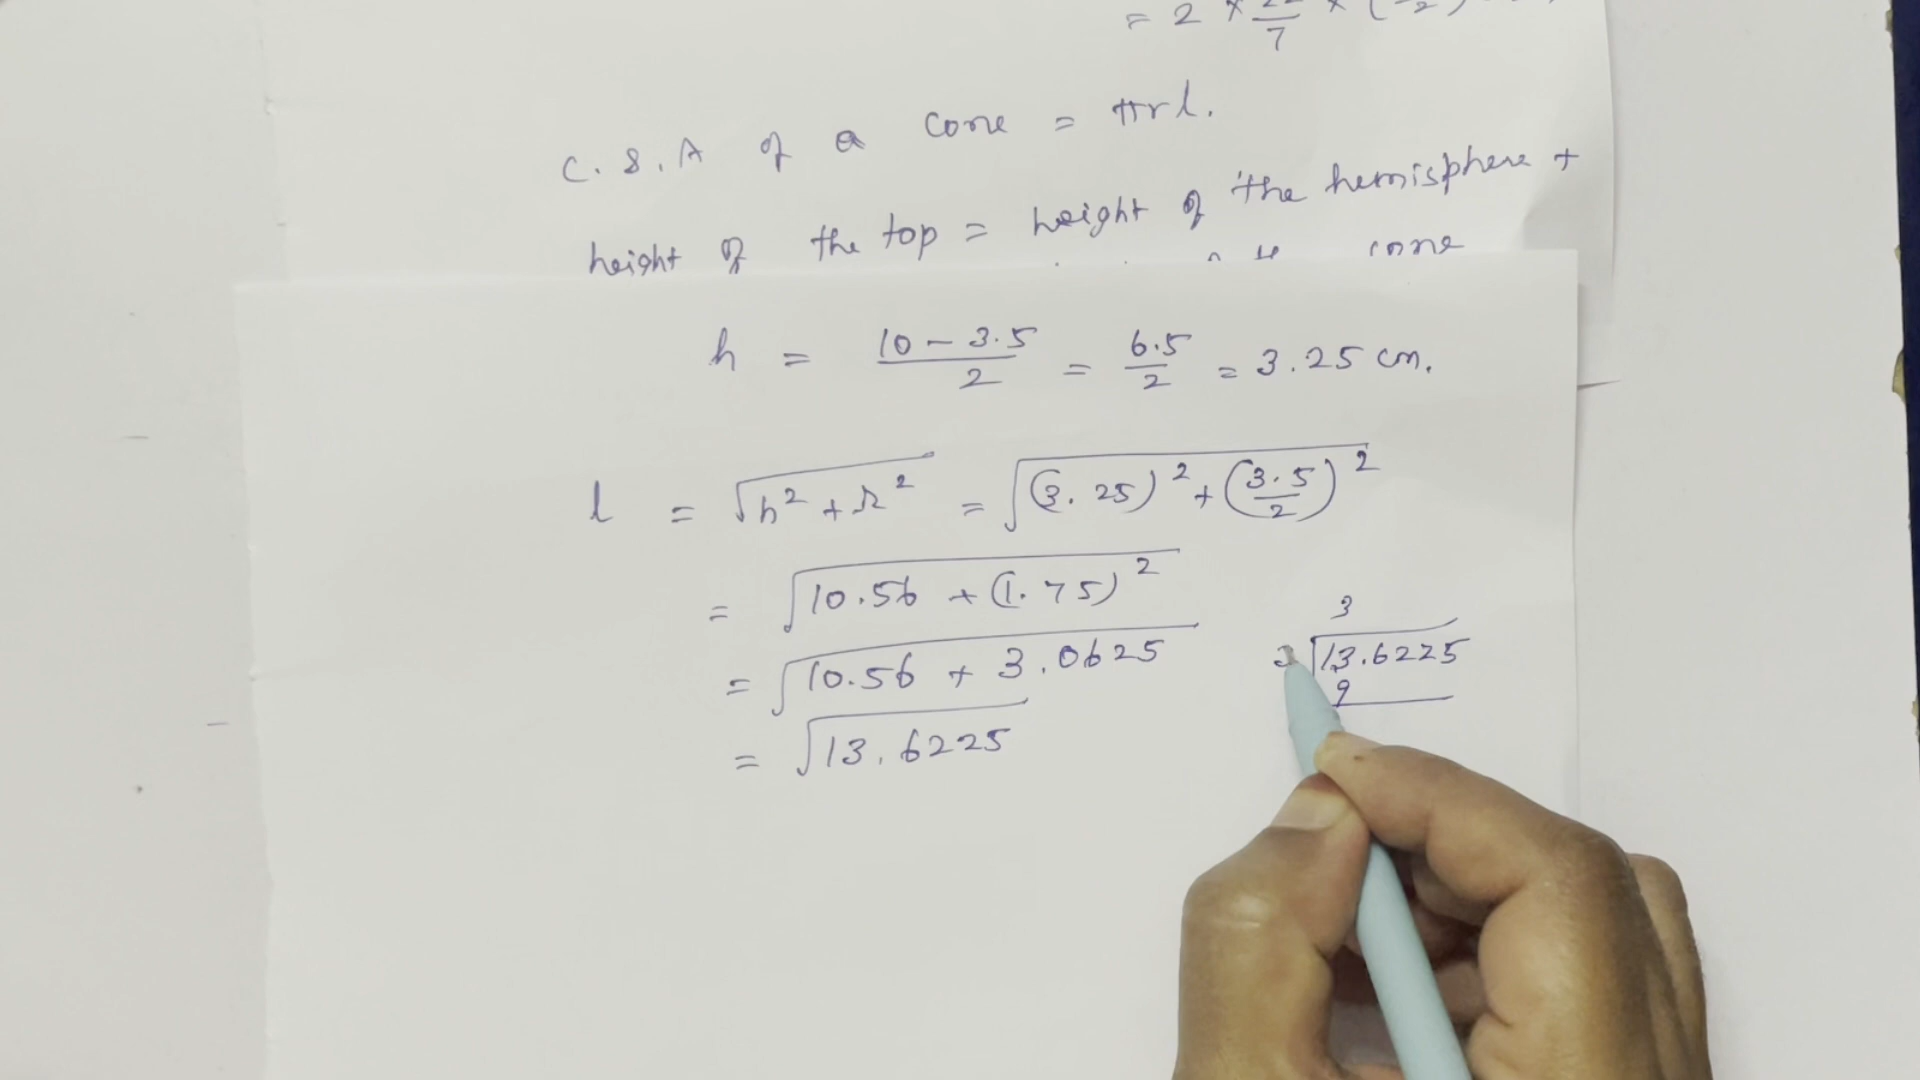 = 2 × 22/7 × (
C.S.A of a cone = πrl.
height of the top = height of the hemisphere +
cone
h = (10 - 3.5)/2 = 6.5/2 = 3.25 cm.
l = √(h² + r²) = √((3.25)² + (3.5/2)²)
= √(10.56 + (1.75)²)
= √(10.56 + 3.0625)
= √13.6225
3
3 √13.6225
9